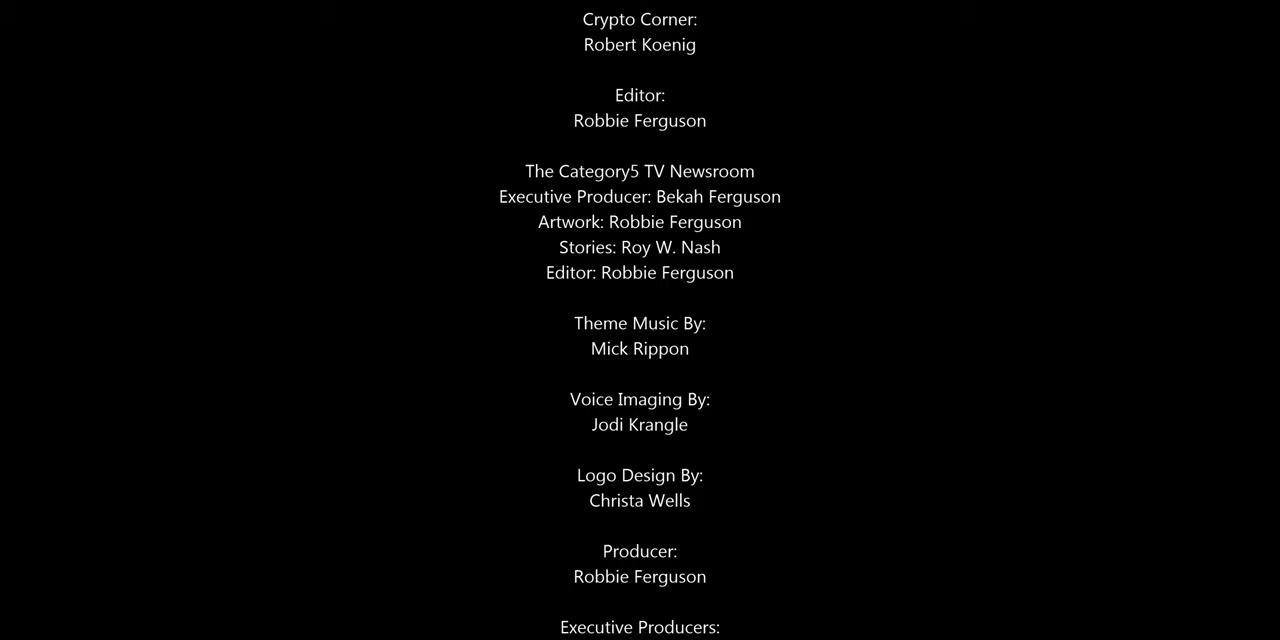 Crypto Corner:
Robert Koenig
Editor:
Robbie Ferguson
The Category5 TV Newsroom
Executive Producer: Bekah Ferguson
Artwork: Robbie Ferguson
Stories: Roy W. Nash
Editor: Robbie Ferguson
Theme Music By:
Mick Rippon
Voice Imaging By:
Jodi Krangle
Logo Design By:
Christa Wells
Producer:
Robbie Ferguson
Executive Producers: